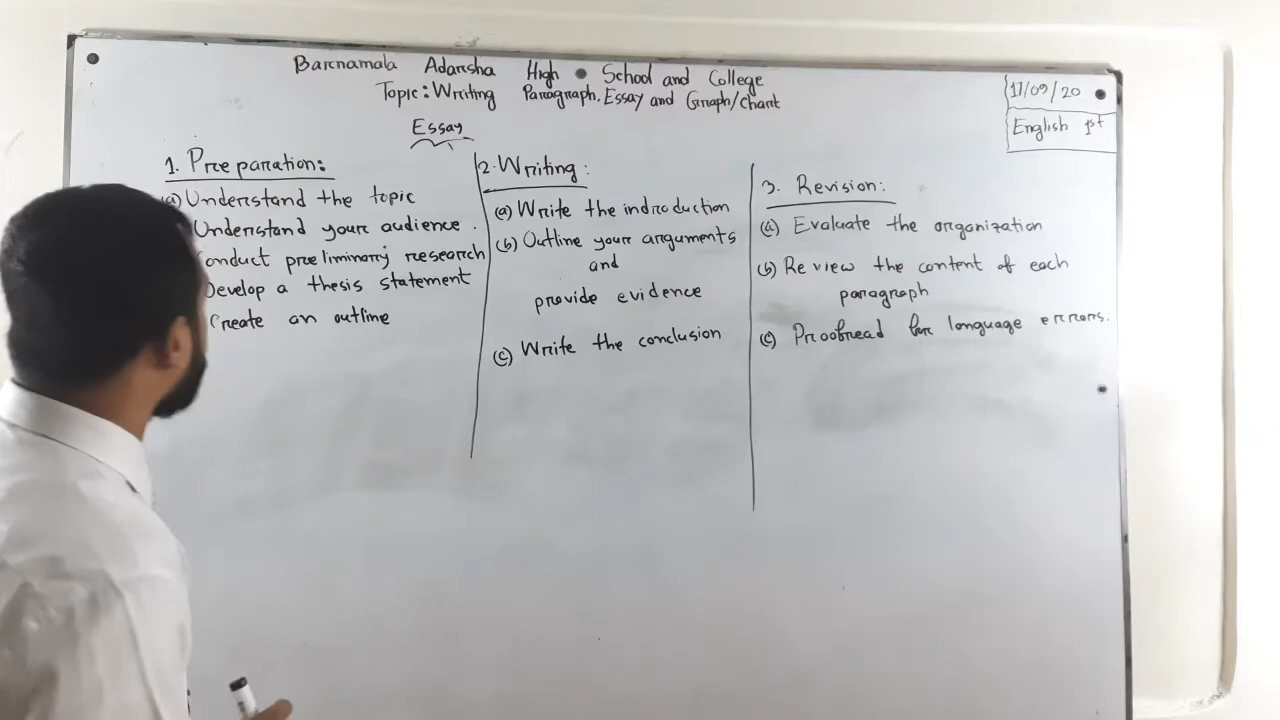 Barnamala Adarsha High School and College
Topic: Writing Paragraph, Essay and Graph/Chart
17/09/20
English 1st
Essay
1. Preparation:
(a) Understand the topic
Understand your audience.
Conduct preliminary research
Develop a thesis statement
Create an outline
2. Writing:
(a) Write the indroduction
(b) Outline your arguments
and
provide evidence
(c) Write the conclusion
3. Revision:
(a) Evaluate the organization
(b) Review the content of each
paragraph
(c) Proofread for language errors.